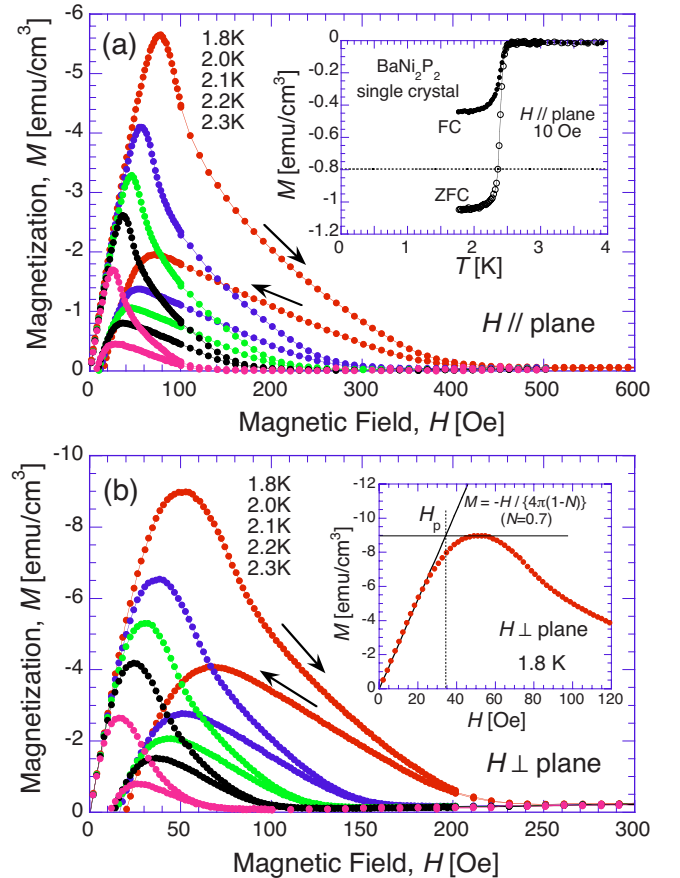 (a)
1.8K
2.0K
2.1K
2.2K
2.3K
-6
-5
-4
-3
-2
-1
0
Magnetization, M [emu/cm³]
0 100 200 300 400 500 600
Magnetic Field, H [Oe]
H // plane
BaNi₂P₂
single crystal
FC
ZFC
H // plane
10 Oe
0
-0.2
-0.4
-0.6
-0.8
-1
-1.2
M [emu/cm³]
0 1 2 3 4
T [K]
(b)
1.8K
2.0K
2.1K
2.2K
2.3K
-10
-8
-6
-4
-2
0
Magnetization, M [emu/cm³]
0 50 100 150 200 250 300
Magnetic Field, H [Oe]
H ⊥ plane
M = -H / {4π(1-N)}
(N=0.7)
Hₚ
H ⊥ plane
1.8 K
-12
-10
-8
-6
-4
-2
0
M [emu/cm³]
0 20 40 60 80 100 120
H [Oe]